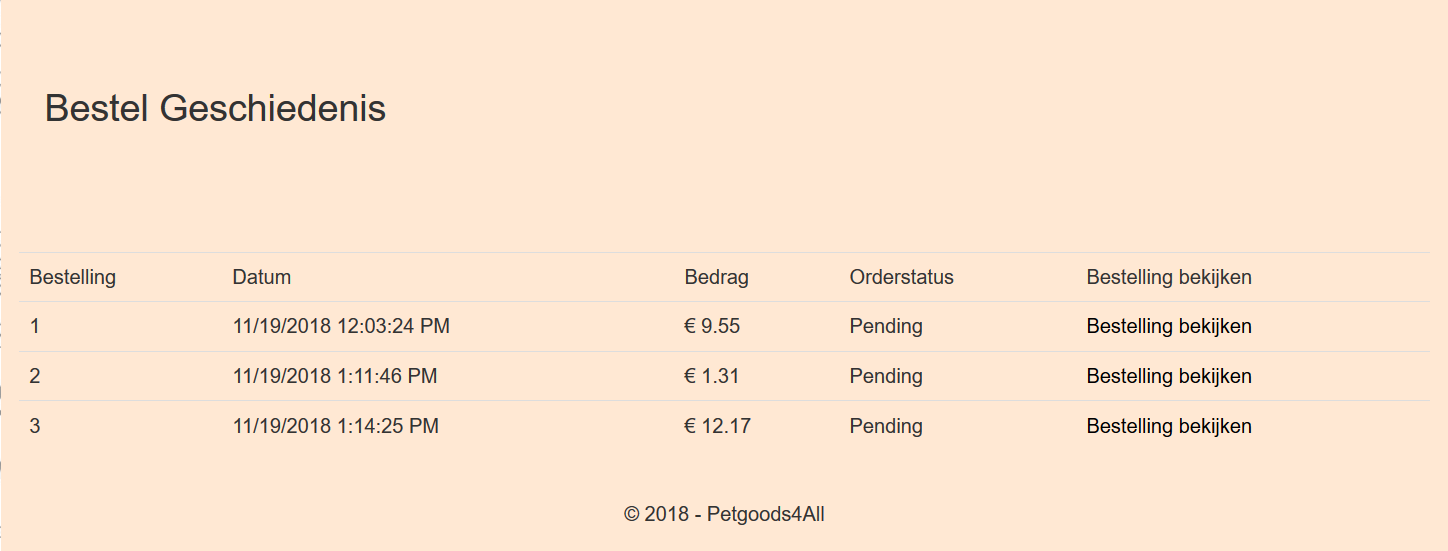 Bestel Geschiedenis
Bestelling Datum Bedrag Orderstatus Bestelling bekijken
1 11/19/2018 12:03:24 PM € 9.55 Pending Bestelling bekijken
2 11/19/2018 1:11:46 PM € 1.31 Pending Bestelling bekijken
3 11/19/2018 1:14:25 PM € 12.17 Pending Bestelling bekijken
© 2018 - Petgoods4All